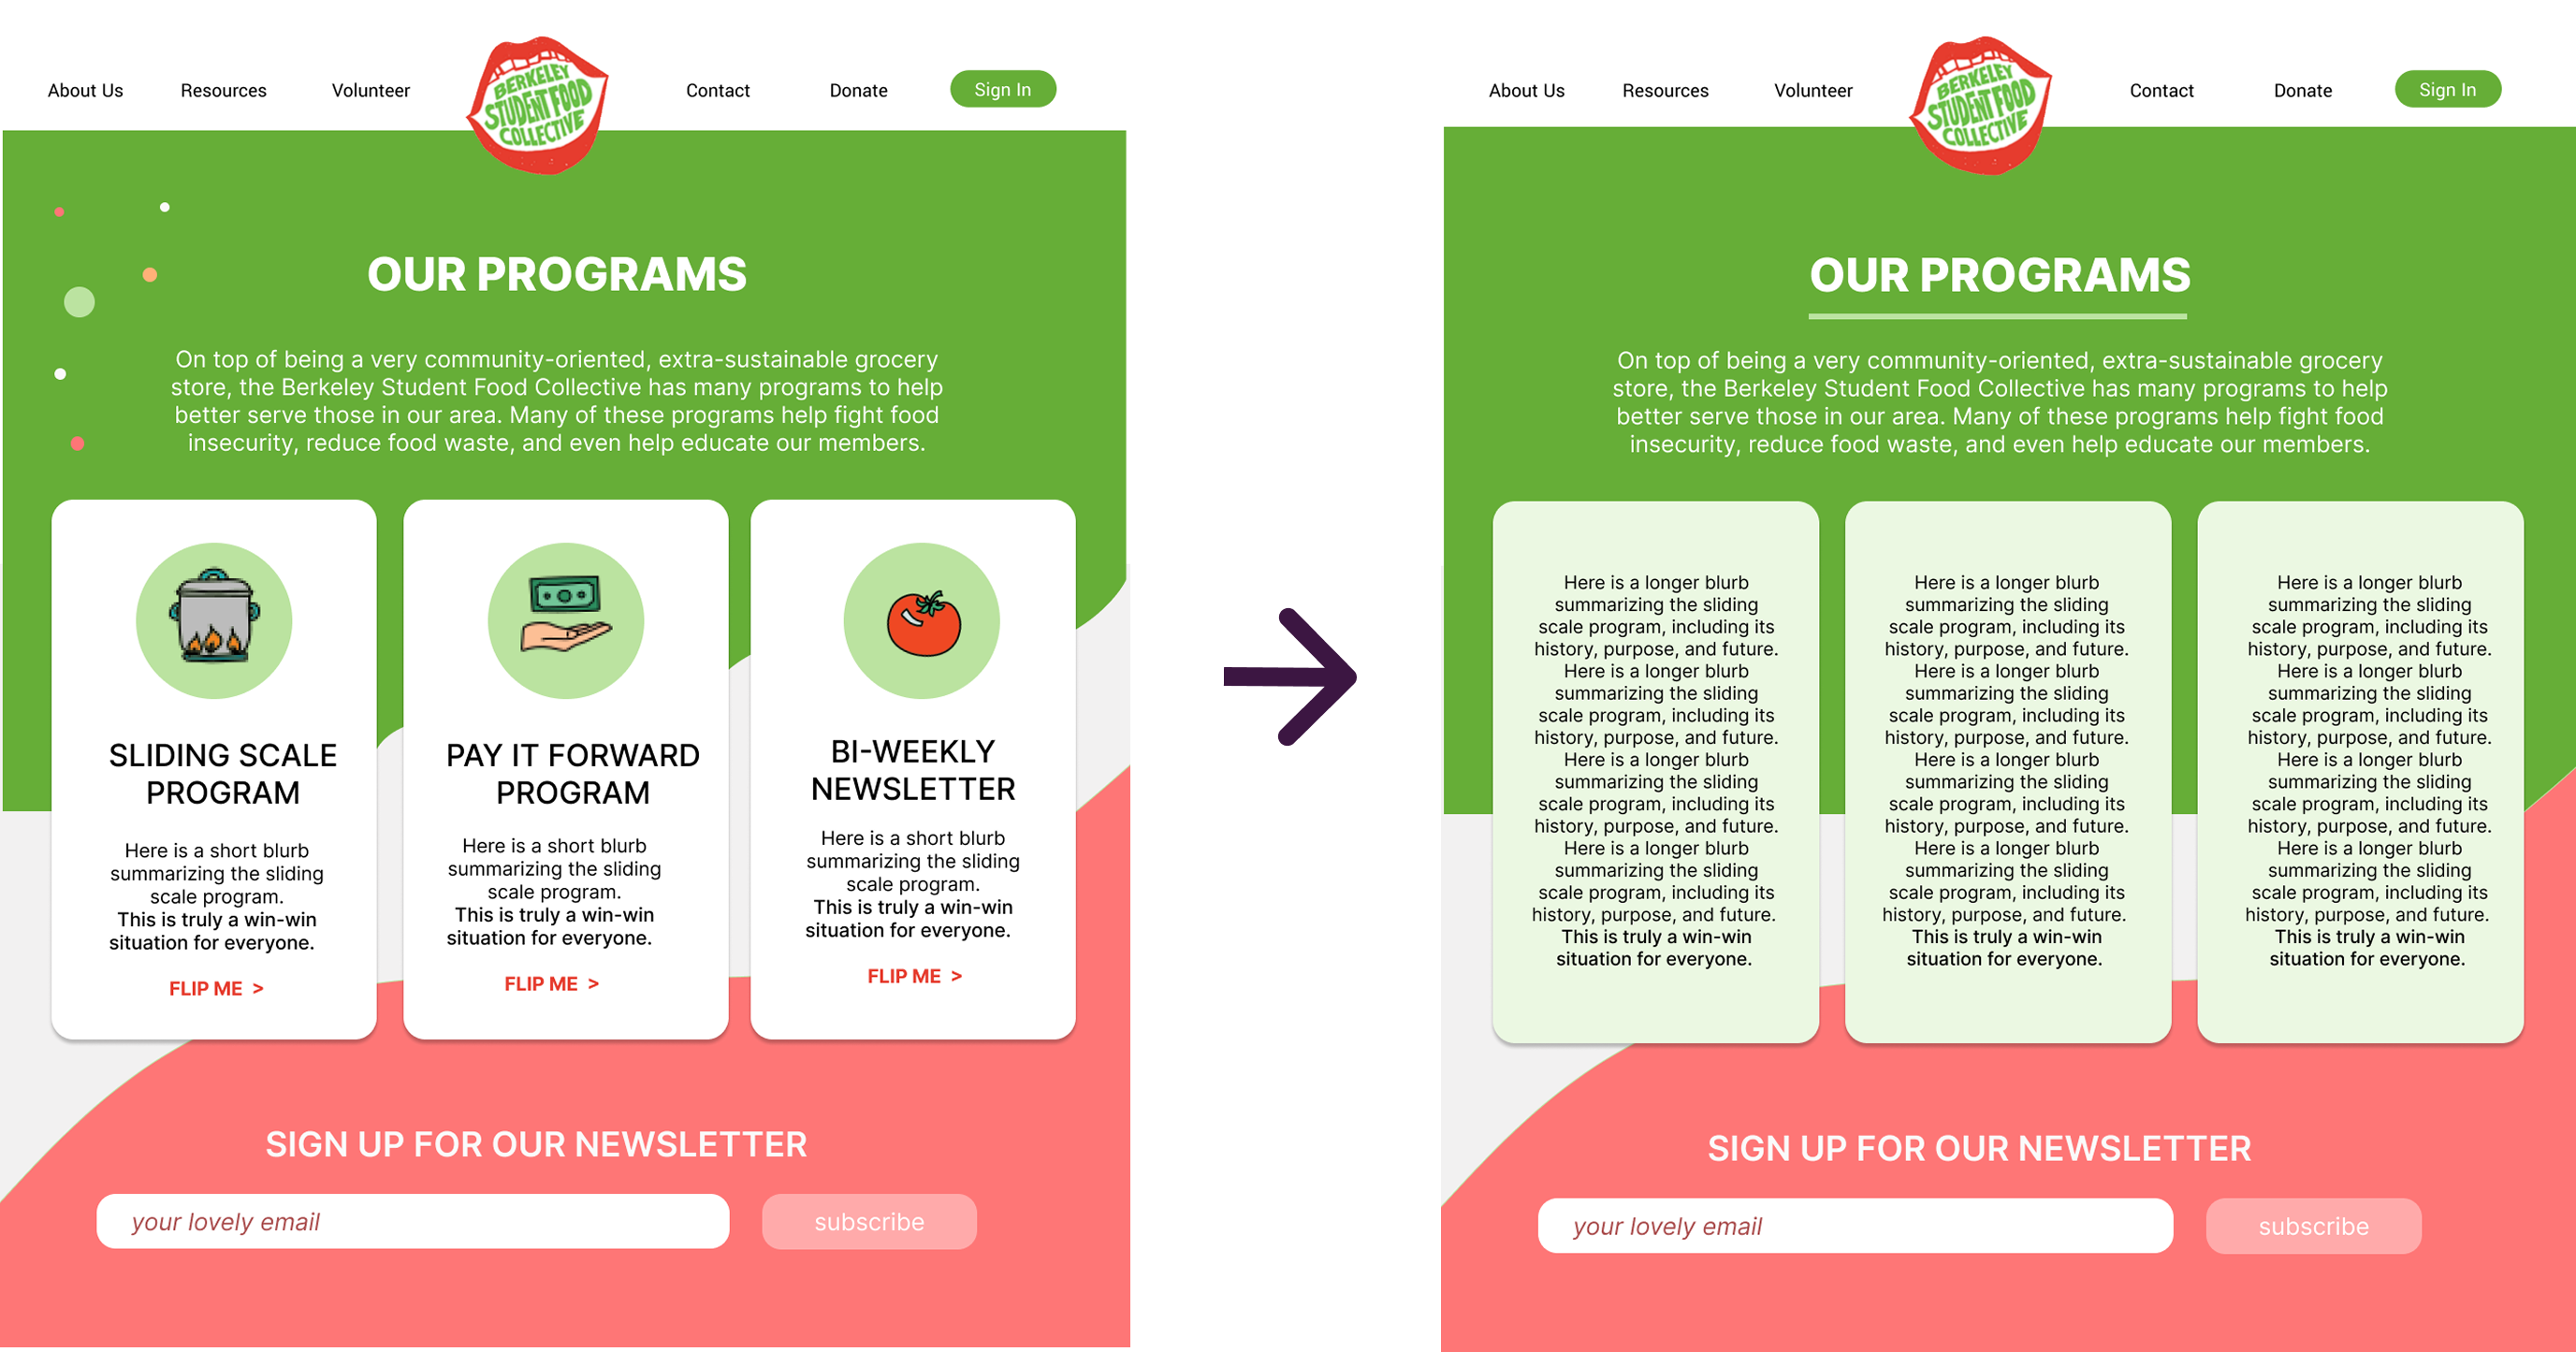 About Us
Resources
Volunteer
BERKELEY
STUDENT FOOD
COLLECTIVE
Contact
Donate
Sign In
OUR PROGRAMS
On top of being a very community-oriented, extra-sustainable grocery
store, the Berkeley Student Food Collective has many programs to help
better serve those in our area. Many of these programs help fight food
insecurity, reduce food waste, and even help educate our members.
SLIDING SCALE
PROGRAM
Here is a short blurb
summarizing the sliding
scale program.
This is truly a win-win
situation for everyone.
FLIP ME >
PAY IT FORWARD
PROGRAM
Here is a short blurb
summarizing the sliding
scale program.
This is truly a win-win
situation for everyone.
FLIP ME >
BI-WEEKLY
NEWSLETTER
Here is a short blurb
summarizing the sliding
scale program.
This is truly a win-win
situation for everyone.
FLIP ME >
SIGN UP FOR OUR NEWSLETTER
your lovely email
subscribe
About Us
Resources
Volunteer
BERKELEY
STUDENT FOOD
COLLECTIVE
Contact
Donate
Sign In
OUR PROGRAMS
On top of being a very community-oriented, extra-sustainable grocery
store, the Berkeley Student Food Collective has many programs to help
better serve those in our area. Many of these programs help fight food
insecurity, reduce food waste, and even help educate our members.
Here is a longer blurb
summarizing the sliding
scale program, including its
history, purpose, and future.
Here is a longer blurb
summarizing the sliding
scale program, including its
history, purpose, and future.
Here is a longer blurb
summarizing the sliding
scale program, including its
history, purpose, and future.
Here is a longer blurb
summarizing the sliding
scale program, including its
history, purpose, and future.
This is truly a win-win
situation for everyone.
Here is a longer blurb
summarizing the sliding
scale program, including its
history, purpose, and future.
Here is a longer blurb
summarizing the sliding
scale program, including its
history, purpose, and future.
Here is a longer blurb
summarizing the sliding
scale program, including its
history, purpose, and future.
Here is a longer blurb
summarizing the sliding
scale program, including its
history, purpose, and future.
This is truly a win-win
situation for everyone.
Here is a longer blurb
summarizing the sliding
scale program, including its
history, purpose, and future.
Here is a longer blurb
summarizing the sliding
scale program, including its
history, purpose, and future.
Here is a longer blurb
summarizing the sliding
scale program, including its
history, purpose, and future.
Here is a longer blurb
summarizing the sliding
scale program, including its
history, purpose, and future.
This is truly a win-win
situation for everyone.
SIGN UP FOR OUR NEWSLETTER
your lovely email
subscribe